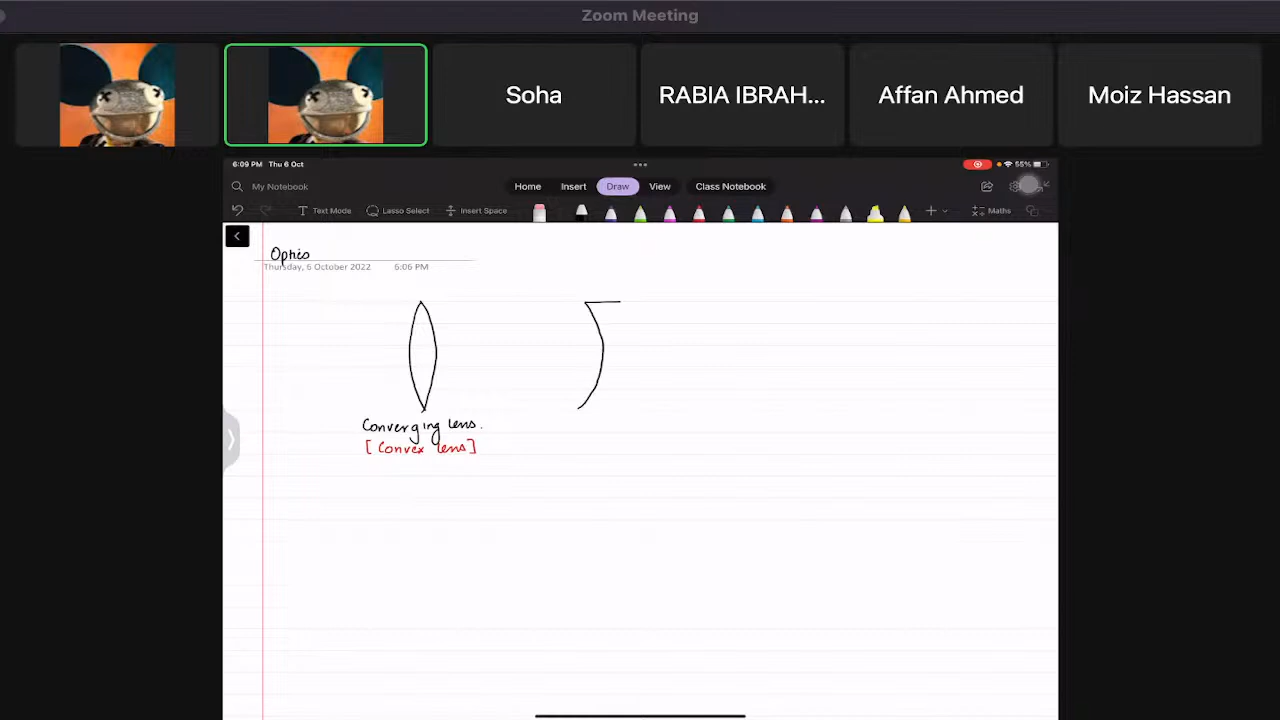 Zoom Meeting
Soha
RABIA IBRAH...
Affan Ahmed
Moiz Hassan
6:09 PM Thu 6 Oct
55%
My Notebook
Home Insert Draw View Class Notebook
Text Mode Lasso Select Insert Space Maths
Optics
Thursday, 6 October 2022 6:06 PM
Converging lens.
[Convex lens]